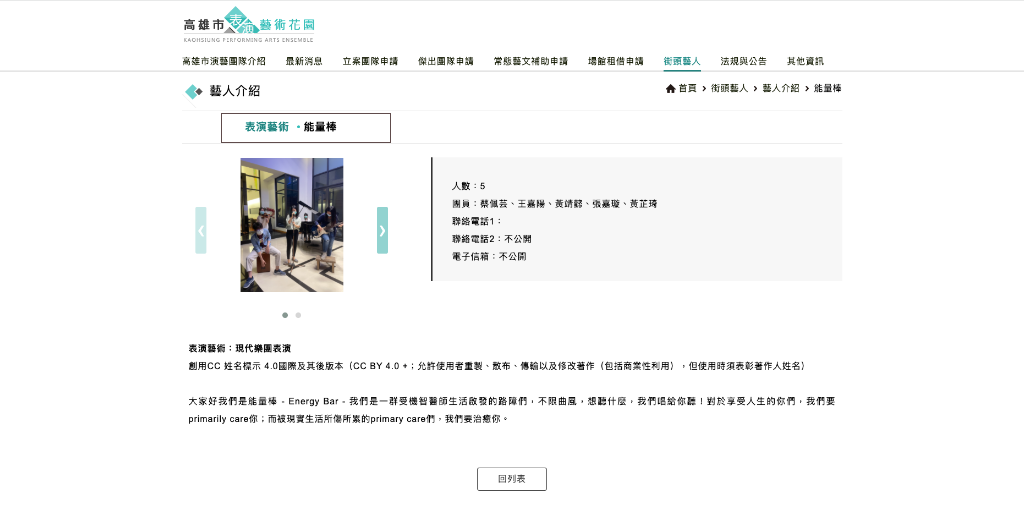 高雄市表演藝術花園
KAOHSIUNG PERFORMING ARTS ENSEMBLE
高雄市演藝團隊介紹 最新消息 立案團隊申請 傑出團隊申請 常態藝文補助申請 場館租借申請 街頭藝人 法規與公告 其他資訊
藝人介紹
首頁 > 街頭藝人 > 藝人介紹 > 能量棒
表演藝術 ・能量棒
人數：5
團員：蔡佩芸、王嘉陽、黃靖懿、張嘉璇、黃芷琦
聯絡電話1：
聯絡電話2：不公開
電子信箱：不公開
表演藝術：現代樂團表演
創用CC 姓名標示 4.0國際及其後版本（CC BY 4.0 +；允許使用者重製、散布、傳輸以及修改著作（包括商業性利用），但使用時須表彰著作人姓名）
大家好我們是能量棒 - Energy Bar - 我們是一群受機智醫師生活啟發的路障們，不限曲風，想聽什麼，我們唱給你聽！對於享受人生的你們，我們要
primarily care你；而被現實生活所傷所累的primary care們，我們要治癒你。
回列表